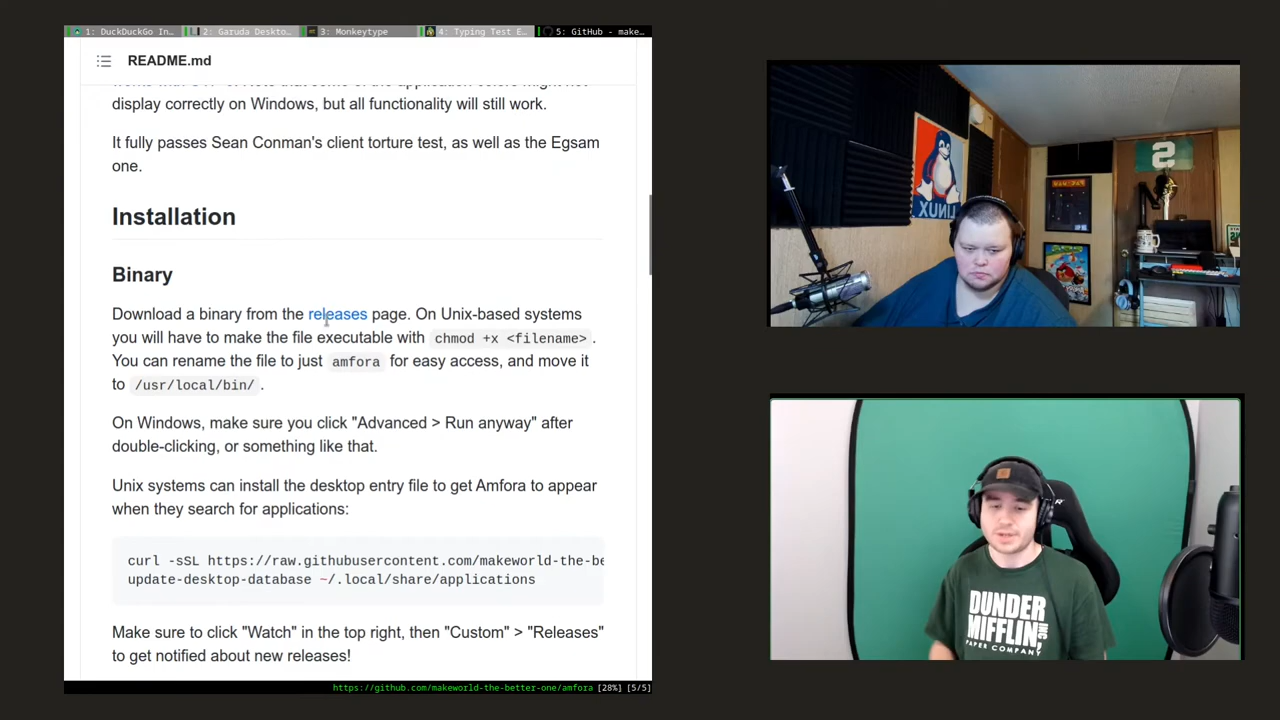 1: DuckDuckGo In…
2: Garuda Deskto…
3: Monkeytype
4: Typing Test E…
5: GitHub - make…
README.md
display correctly on Windows, but all functionality will still work.
It fully passes Sean Conman's client torture test, as well as the Egsam
one.
Installation
Binary
Download a binary from the releases page. On Unix-based systems
you will have to make the file executable with chmod +x <filename> .
You can rename the file to just amfora for easy access, and move it
to /usr/local/bin/ .
On Windows, make sure you click "Advanced > Run anyway" after
double-clicking, or something like that.
Unix systems can install the desktop entry file to get Amfora to appear
when they search for applications:
curl -sSL https://raw.githubusercontent.com/makeworld-the-be
update-desktop-database ~/.local/share/applications
Make sure to click "Watch" in the top right, then "Custom" > "Releases"
to get notified about new releases!
https://github.com/makeworld-the-better-one/amfora [28%] [5/5]
LINUX
S
DUNDER
MIFFLIN, INC
PAPER COMPANY